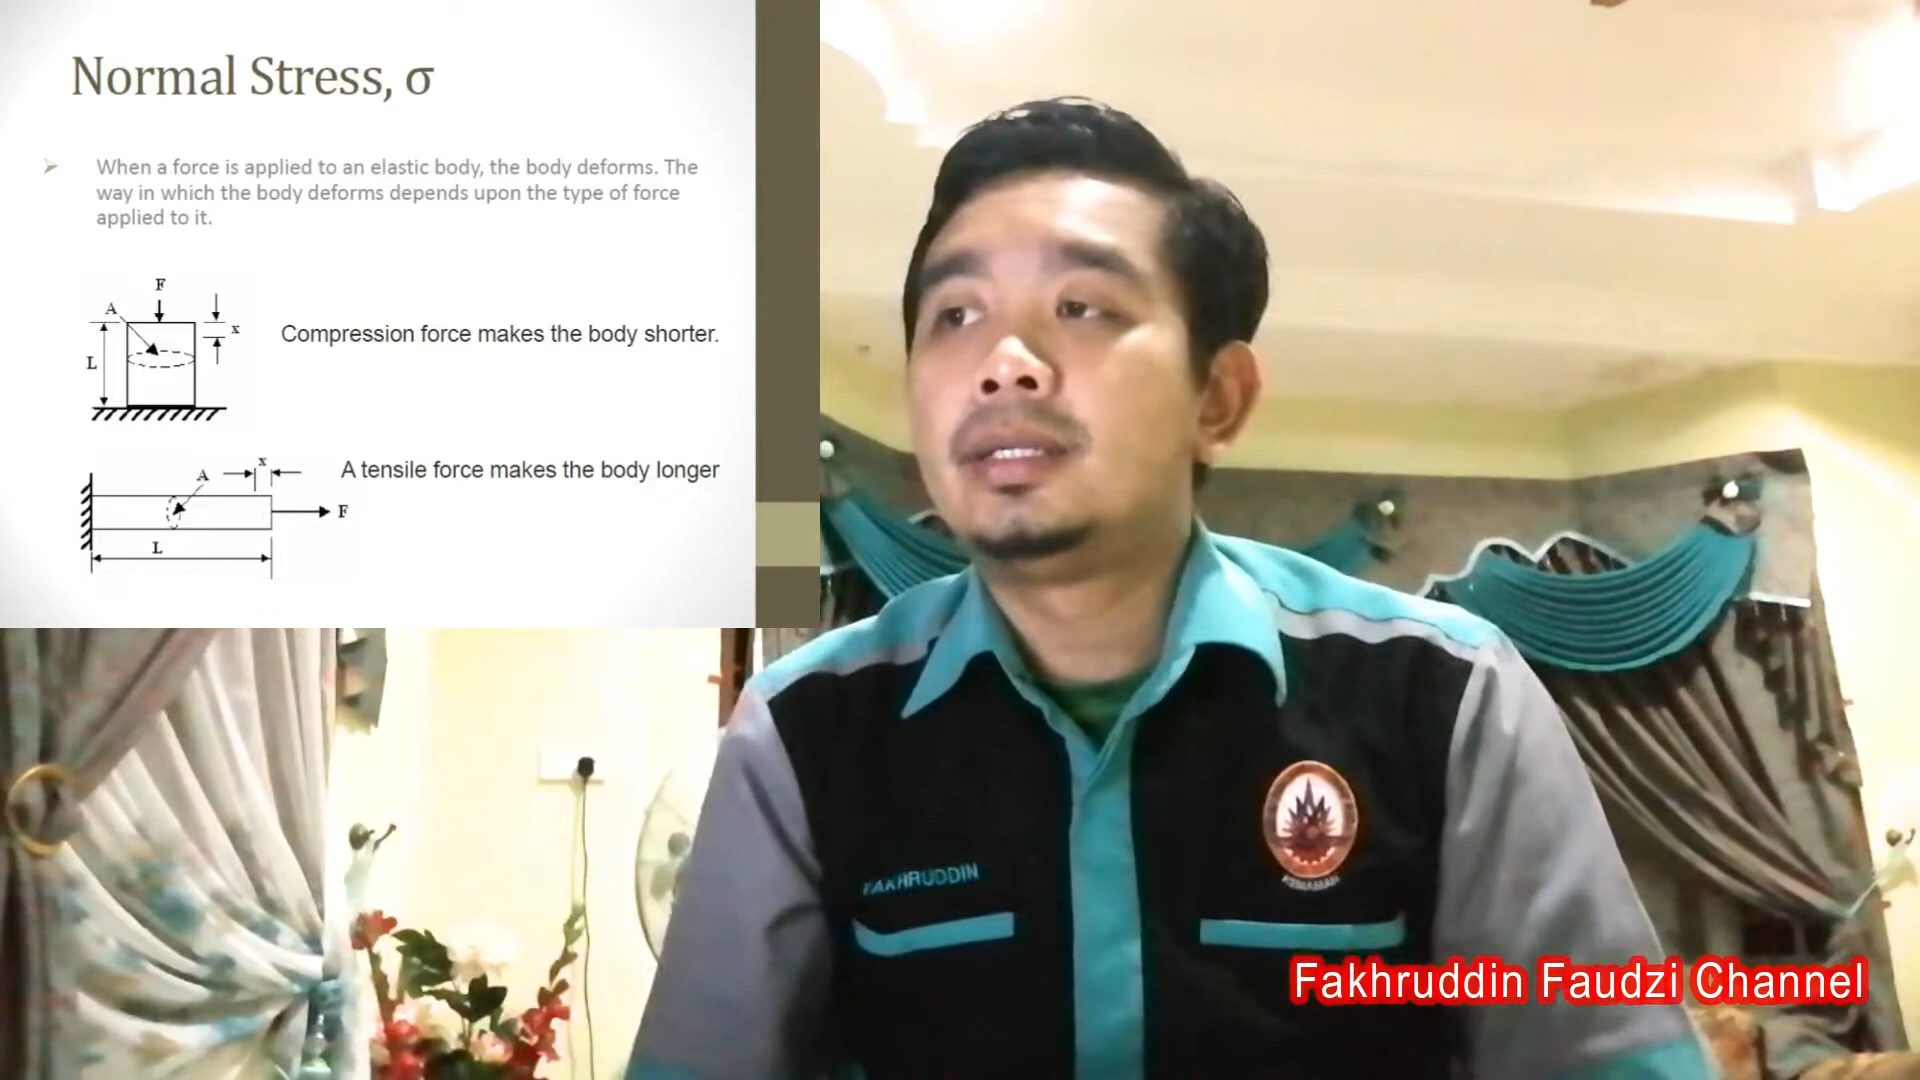 Normal Stress, σ
When a force is applied to an elastic body, the body deforms. The
way in which the body deforms depends upon the type of force
applied to it.
F
A
x
L
Compression force makes the body shorter.
x
A
A tensile force makes the body longer
F
L
FAKHRUDDIN
KEMAMAN
Fakhruddin Faudzi Channel